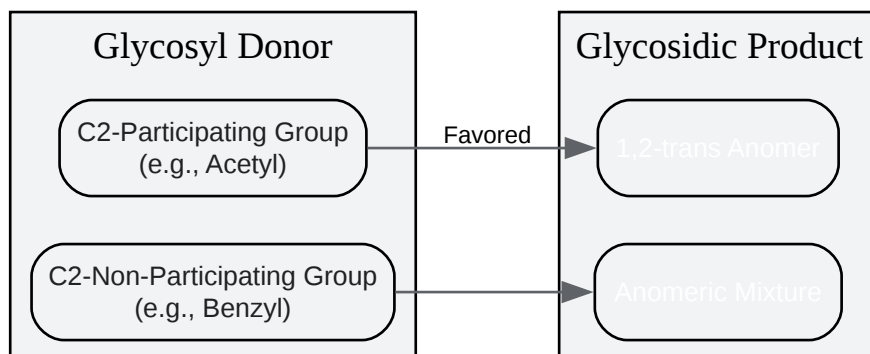 Glycosyl Donor
Glycosidic Product
C2-Participating Group
(e.g., Acetyl)
Favored
1,2-trans Anomer
C2-Non-Participating Group
(e.g., Benzyl)
Anomeric Mixture